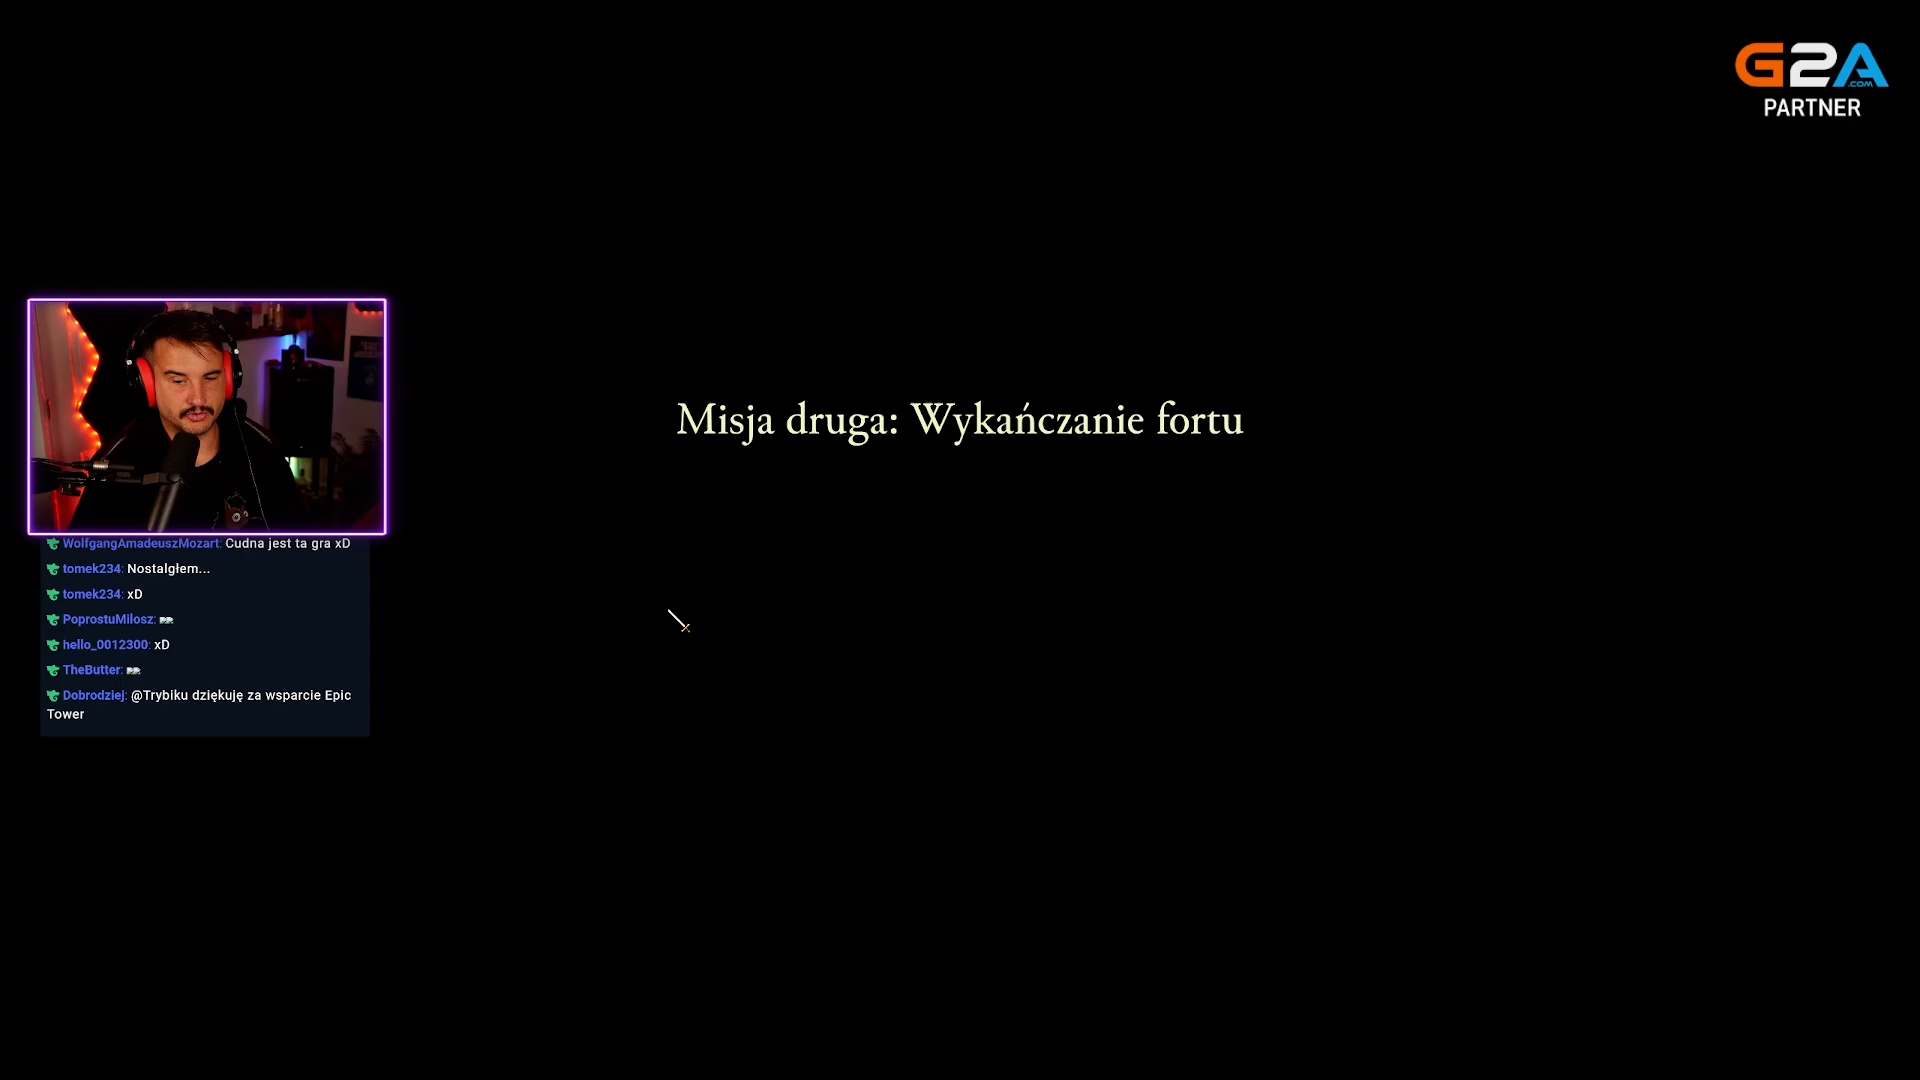 G2A
.COM
PARTNER
Misja druga: Wykańczanie fortu
WolfgangAmadeuszMozart: Cudna jest ta gra xD
tomek234: Nostalgłem...
tomek234: xD
PoprostuMilosz:
hello_0012300: xD
TheButter:
Dobrodziej: @Trybiku dziękuję za wsparcie Epic
Tower